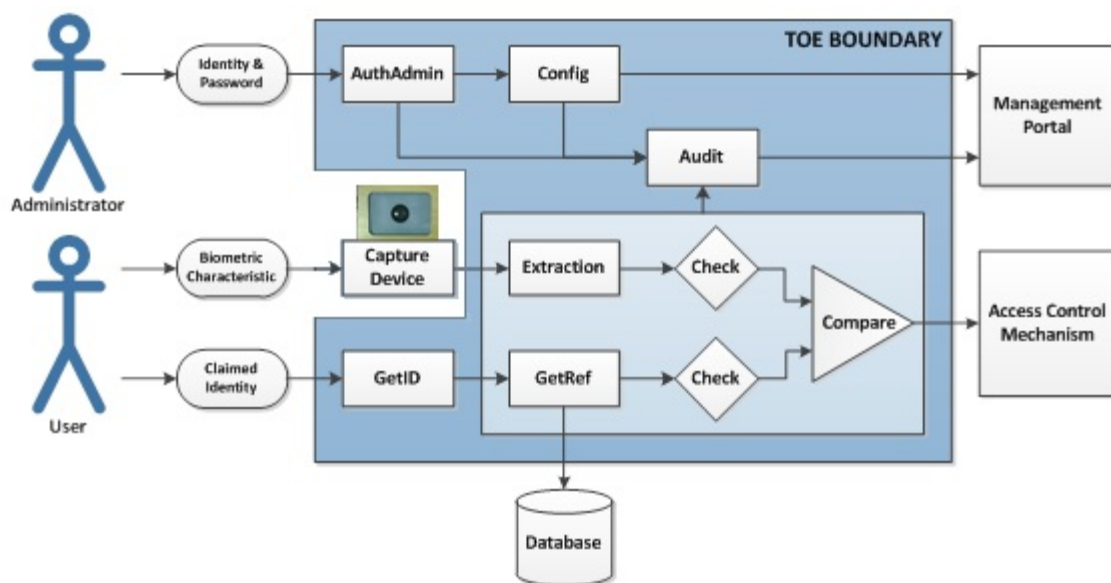 TOE BOUNDARY
Identity &
Password
AuthAdmin
Config
Management
Portal
Audit
Administrator
Biometric
Characteristic
Capture
Device
Extraction
Check
Compare
Access Control
Mechanism
Claimed
Identity
GetID
GetRef
Check
User
Database